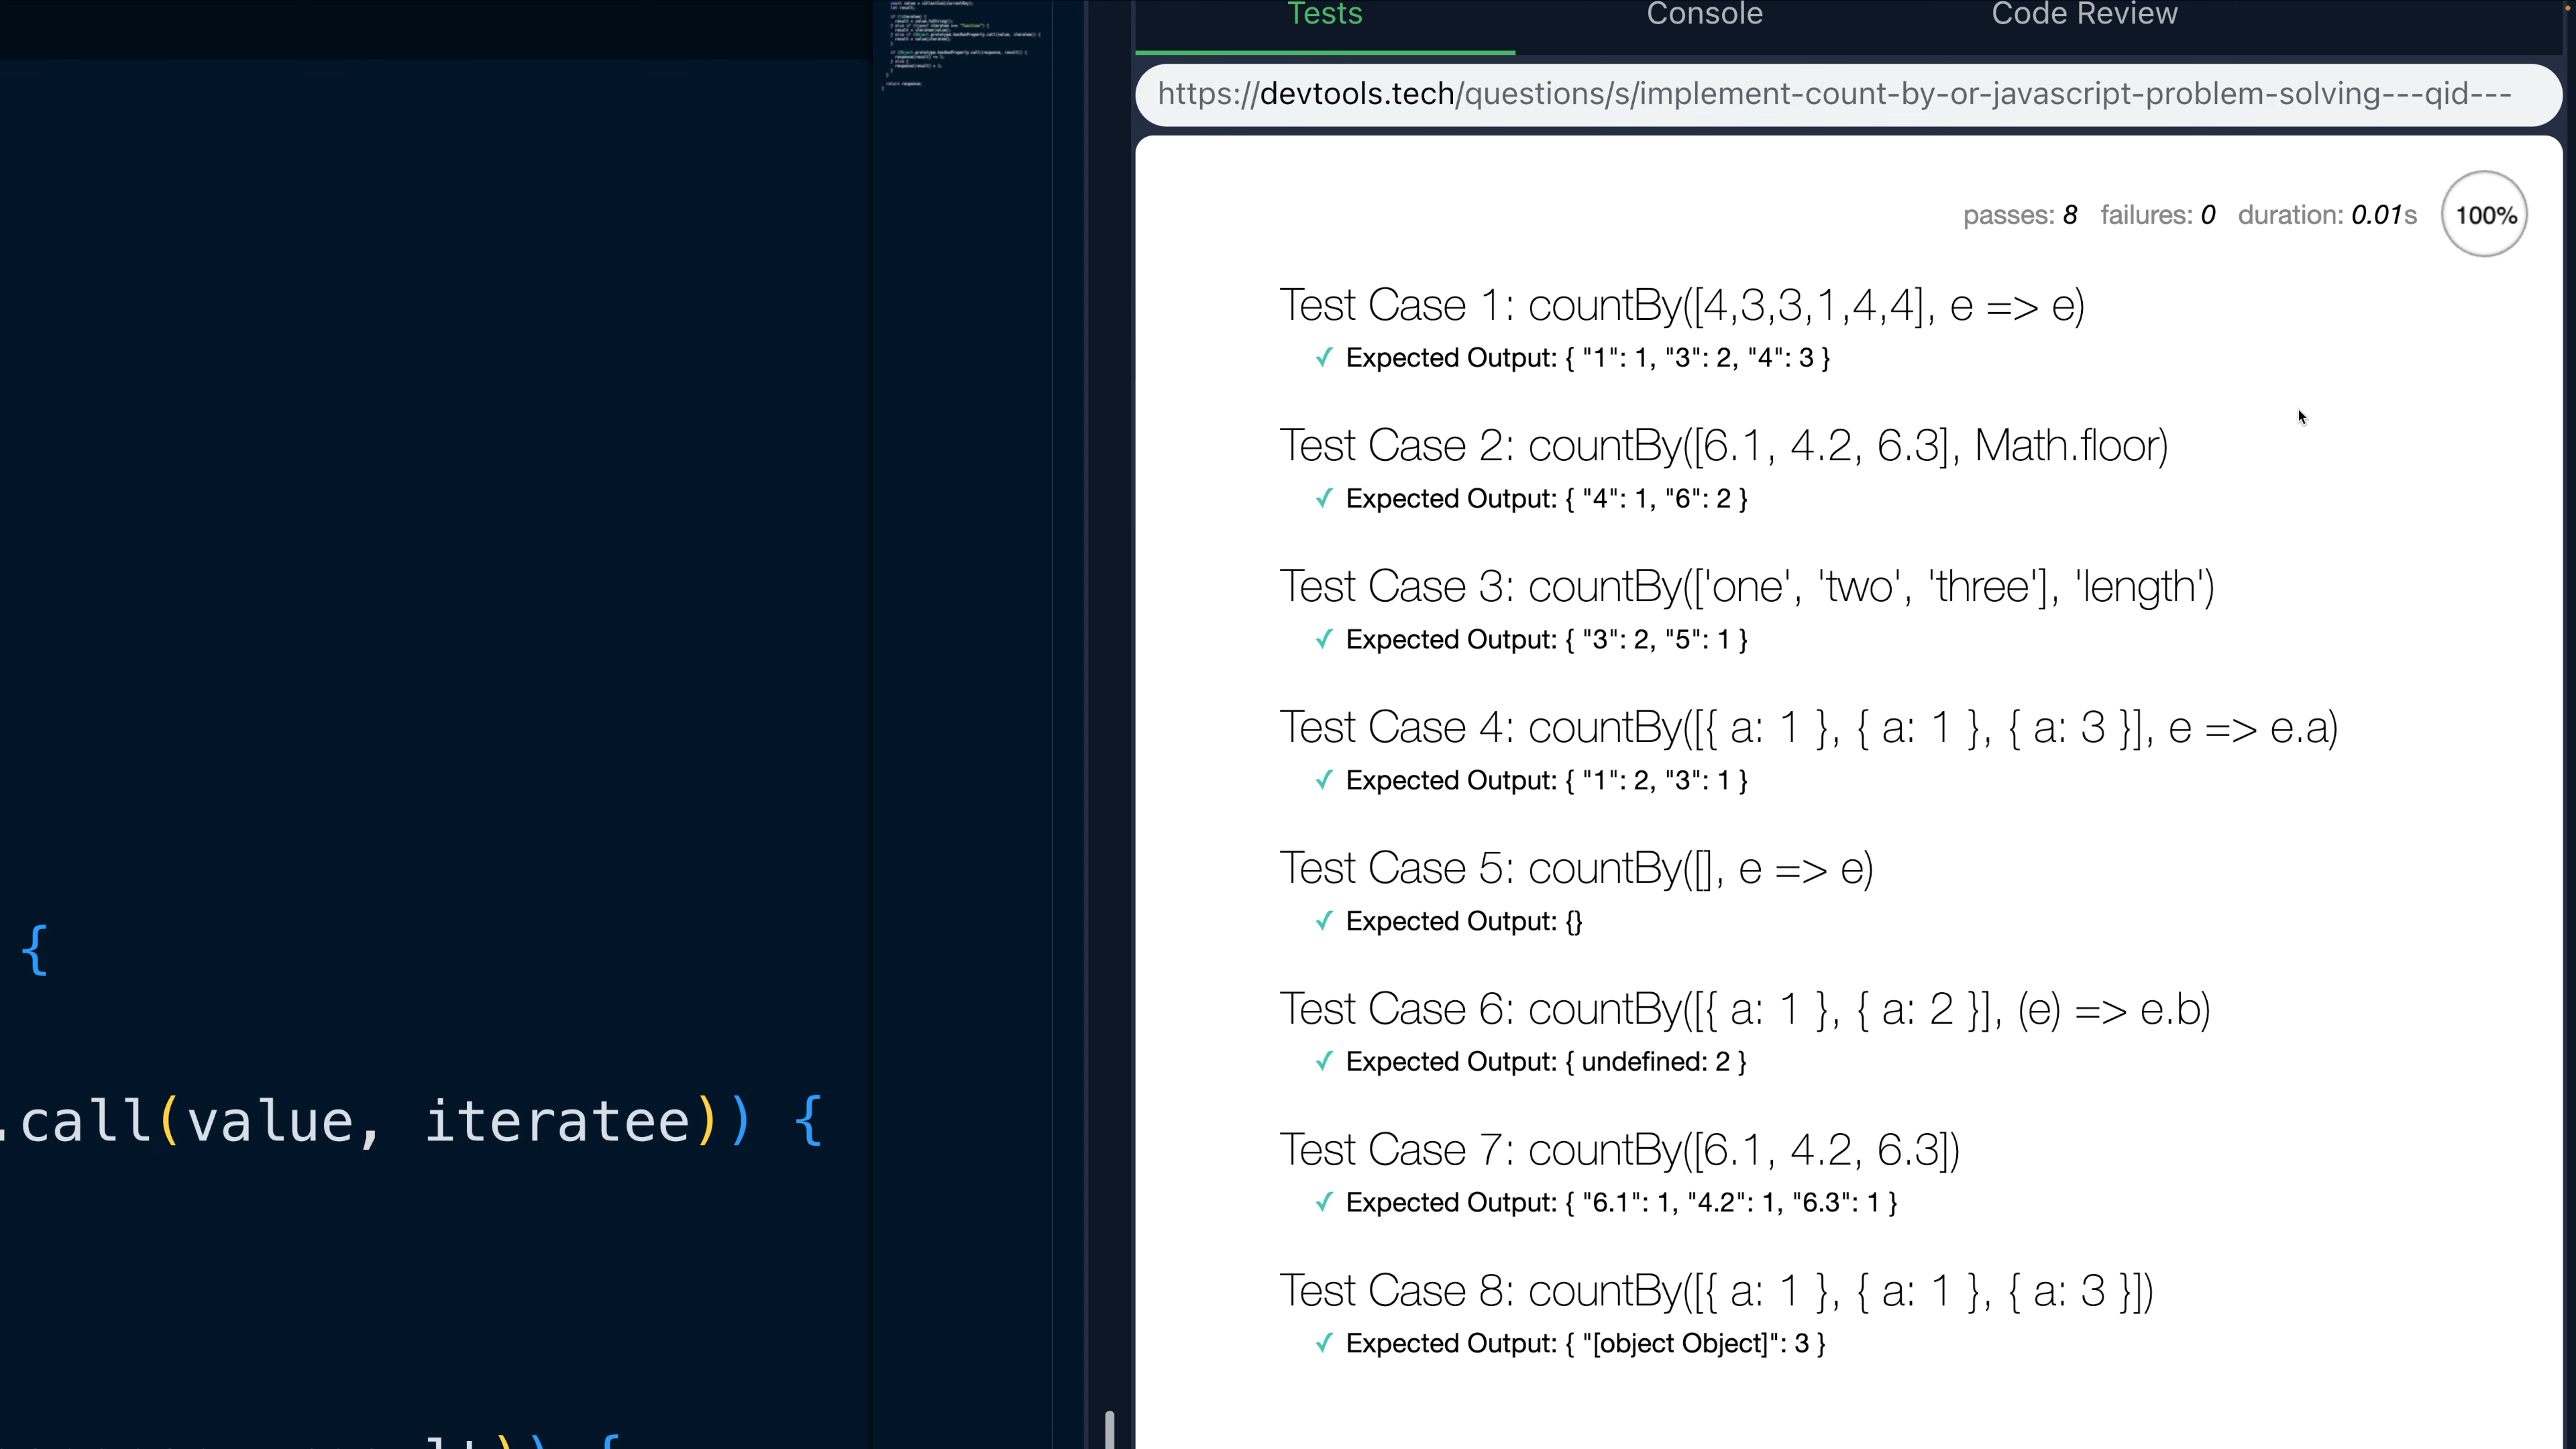 Tests Console Code Review
https://devtools.tech/questions/s/implement-count-by-or-javascript-problem-solving---qid---
passes: 8 failures: 0 duration: 0.01s 100%
Test Case 1: countBy([4,3,3,1,4,4], e => e)
✓ Expected Output: { "1": 1, "3": 2, "4": 3 }
Test Case 2: countBy([6.1, 4.2, 6.3], Math.floor)
✓ Expected Output: { "4": 1, "6": 2 }
Test Case 3: countBy(['one', 'two', 'three'], 'length')
✓ Expected Output: { "3": 2, "5": 1 }
Test Case 4: countBy([{ a: 1 }, { a: 1 }, { a: 3 }], e => e.a)
✓ Expected Output: { "1": 2, "3": 1 }
Test Case 5: countBy([], e => e)
✓ Expected Output: {}
Test Case 6: countBy([{ a: 1 }, { a: 2 }], (e) => e.b)
✓ Expected Output: { undefined: 2 }
Test Case 7: countBy([6.1, 4.2, 6.3])
✓ Expected Output: { "6.1": 1, "4.2": 1, "6.3": 1 }
Test Case 8: countBy([{ a: 1 }, { a: 1 }, { a: 3 }])
✓ Expected Output: { "[object Object]": 3 }
{
.call(value, iteratee)) {